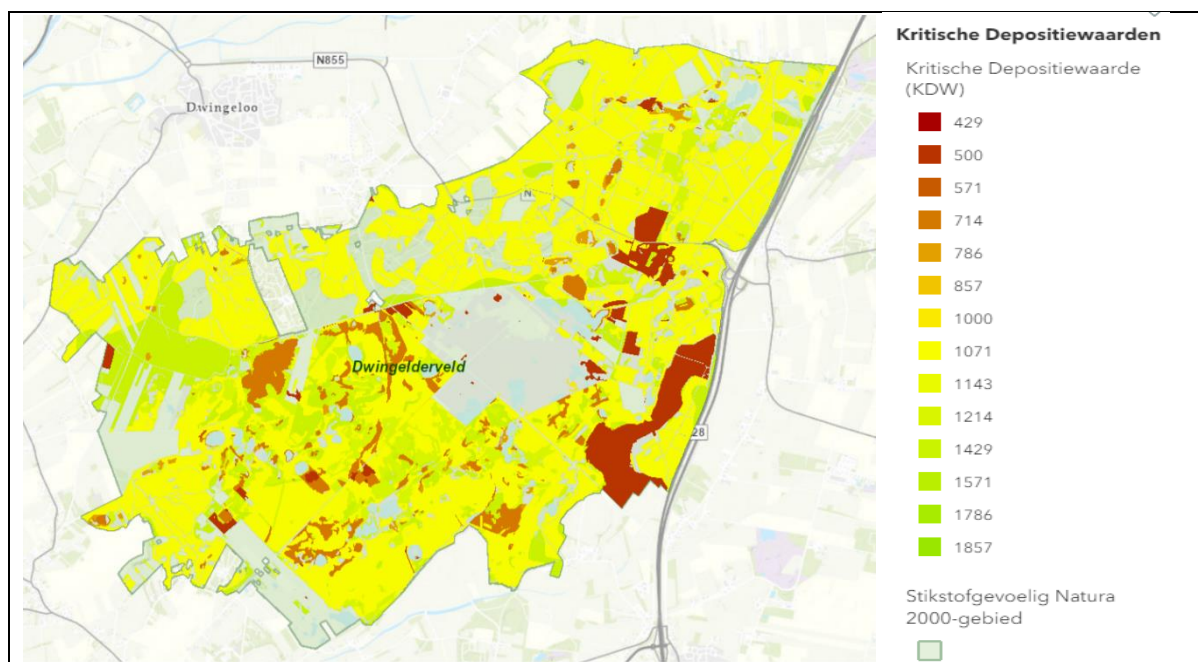 N855
Dwingeloo
N.
Dwingelderveld
28
Kritische Depositiewaarden
Kritische Depositiewaarde
(KDW)
429
500
571
714
786
857
1000
1071
1143
1214
1429
1571
1786
1857
Stikstofgevoelig Natura
2000-gebied